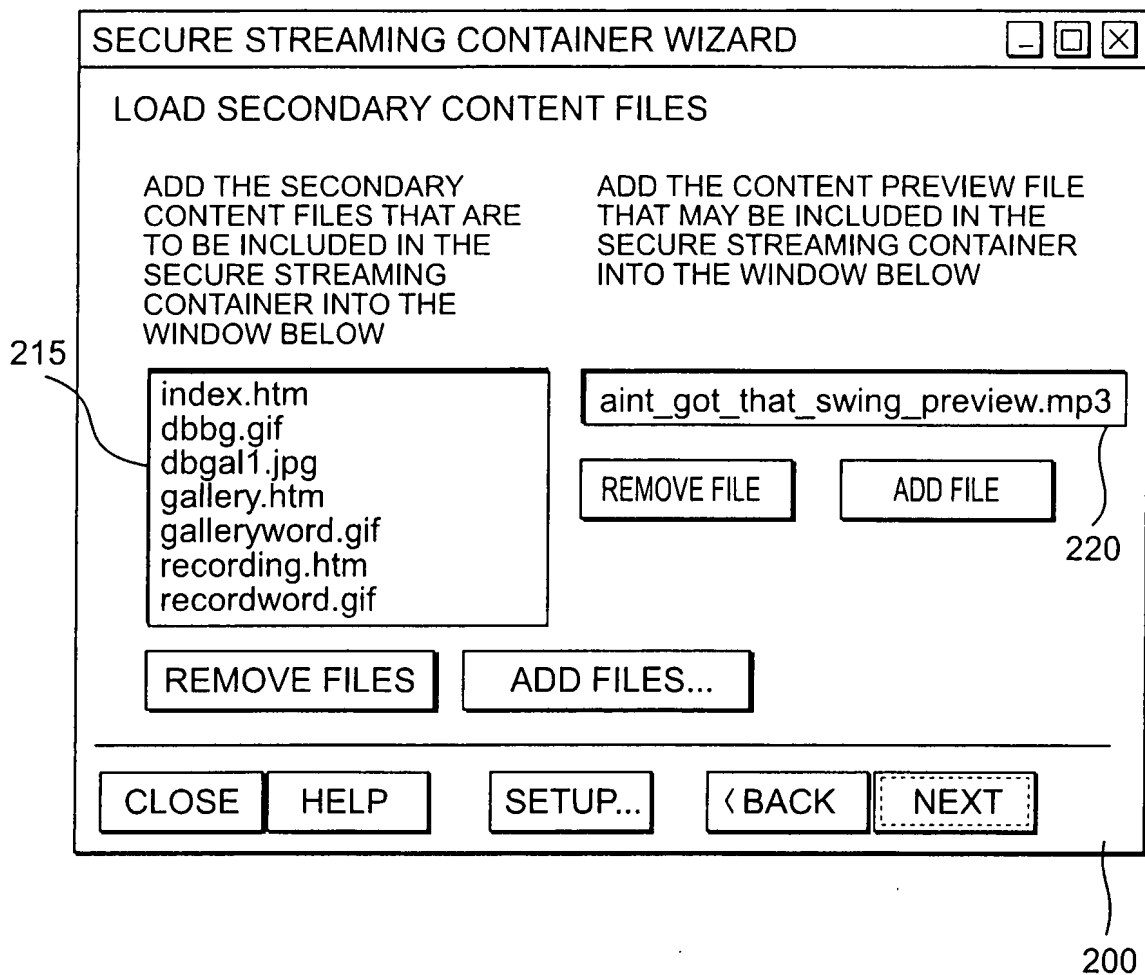 SECURE STREAMING CONTAINER WIZARD
LOAD SECONDARY CONTENT FILES
ADD THE SECONDARY
CONTENT FILES THAT ARE
TO BE INCLUDED IN THE
SECURE STREAMING
CONTAINER INTO THE
WINDOW BELOW
ADD THE CONTENT PREVIEW FILE
THAT MAY BE INCLUDED IN THE
SECURE STREAMING CONTAINER
INTO THE WINDOW BELOW
215
index.htm
dbbg.gif
dbgal1.jpg
gallery.htm
galleryword.gif
recording.htm
recordword.gif
aint_got_that_swing_preview.mp3
REMOVE FILE
ADD FILE
220
REMOVE FILES
ADD FILES...
CLOSE
HELP
SETUP...
<BACK
NEXT
200